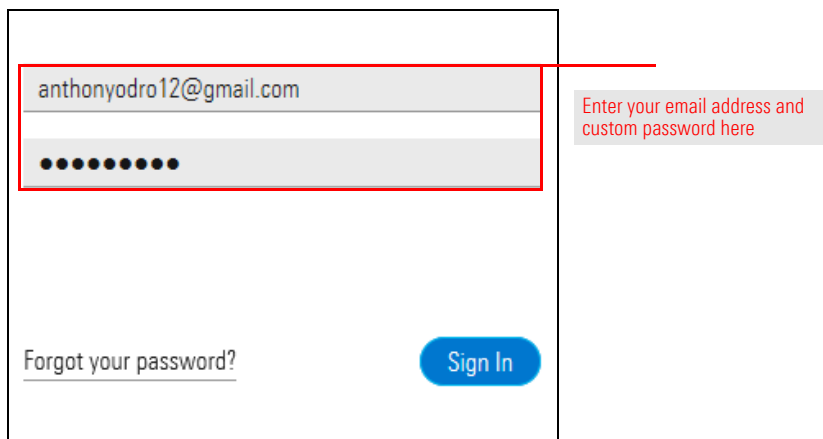 anthonyodro12@gmail.com
Enter your email address and
custom password here
●●●●●●●●●
Forgot your password?
Sign In